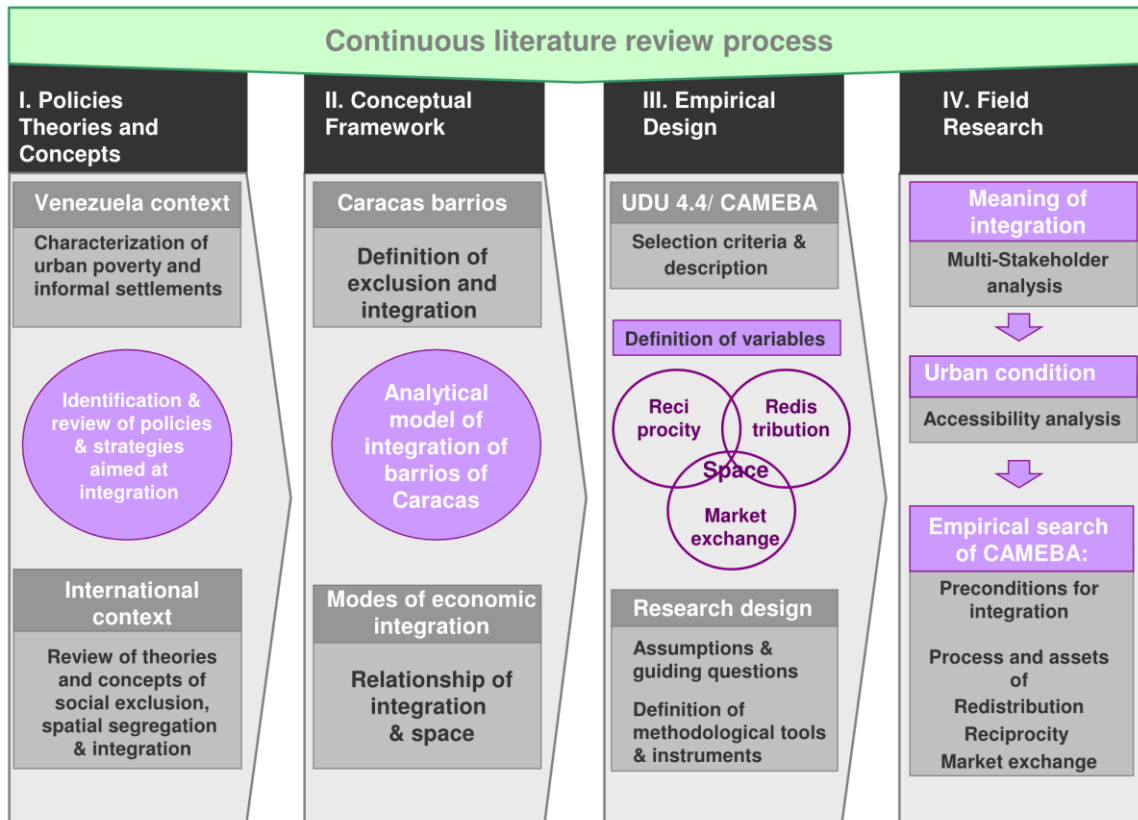 Continuous literature review process
I. Policies
Theories and
Concepts
Venezuela context
Characterization of
urban poverty and
informal settlements
Identification &
review of policies
& strategies
aimed at
integration
International
context
Review of theories
and concepts of
social exclusion,
spatial segregation
& integration
II. Conceptual
Framework
Caracas barrios
Definition of
exclusion and
integration
Analytical
model of
integration of
barrios of
Caracas
Modes of economic
integration
Relationship of
integration
& space
III. Empirical
Design
UDU 4.4/ CAMEBA
Selection criteria &
description
Definition of variables
Reci
procity
Redis
tribution
Space
Market
exchange
Research design
Assumptions &
guiding questions
Definition of
methodological tools
& instruments
IV. Field
Research
Meaning of
integration
Multi-Stakeholder
analysis
Urban condition
Accessibility analysis
Empirical search
of CAMEBA:
Preconditions for
integration
Process and assets
of
Redistribution
Reciprocity
Market exchange